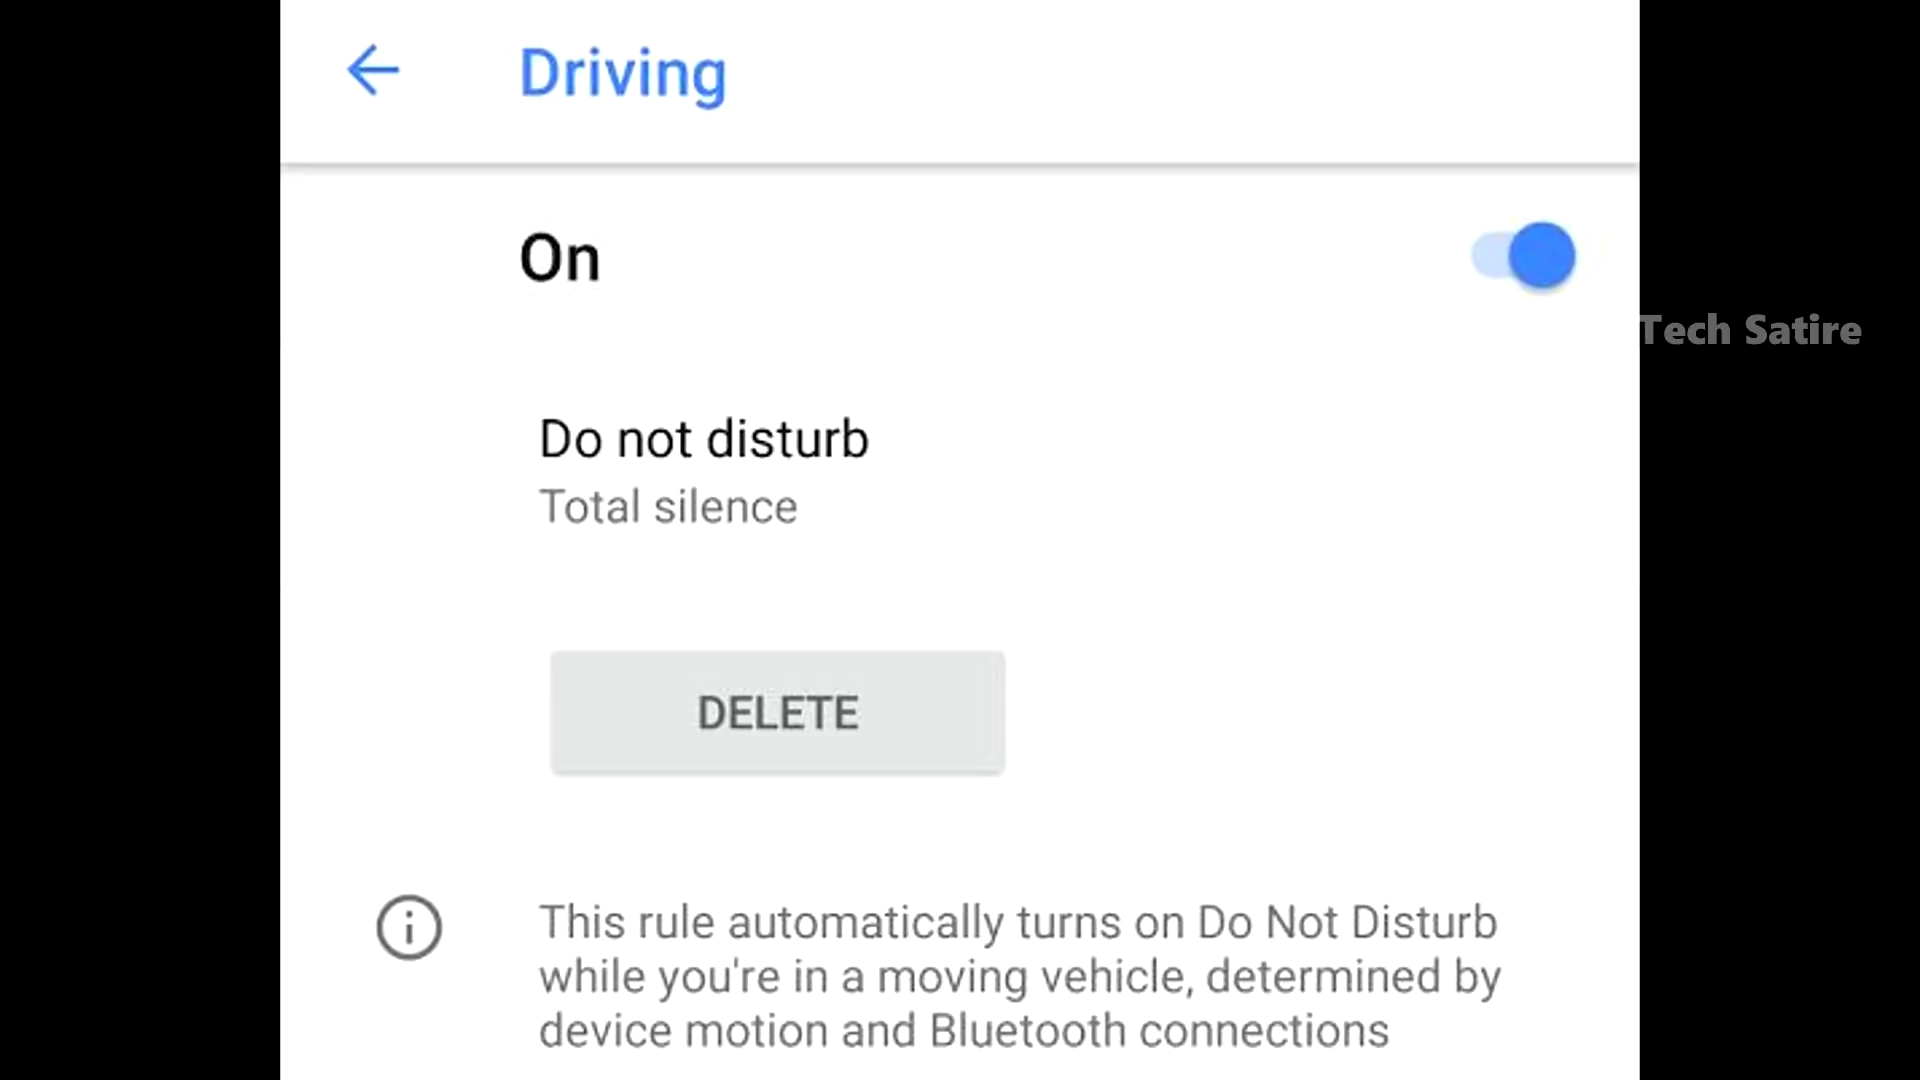 Driving
On
Tech Satire
Do not disturb
Total silence
DELETE
This rule automatically turns on Do Not Disturb
while you're in a moving vehicle, determined by
device motion and Bluetooth connections